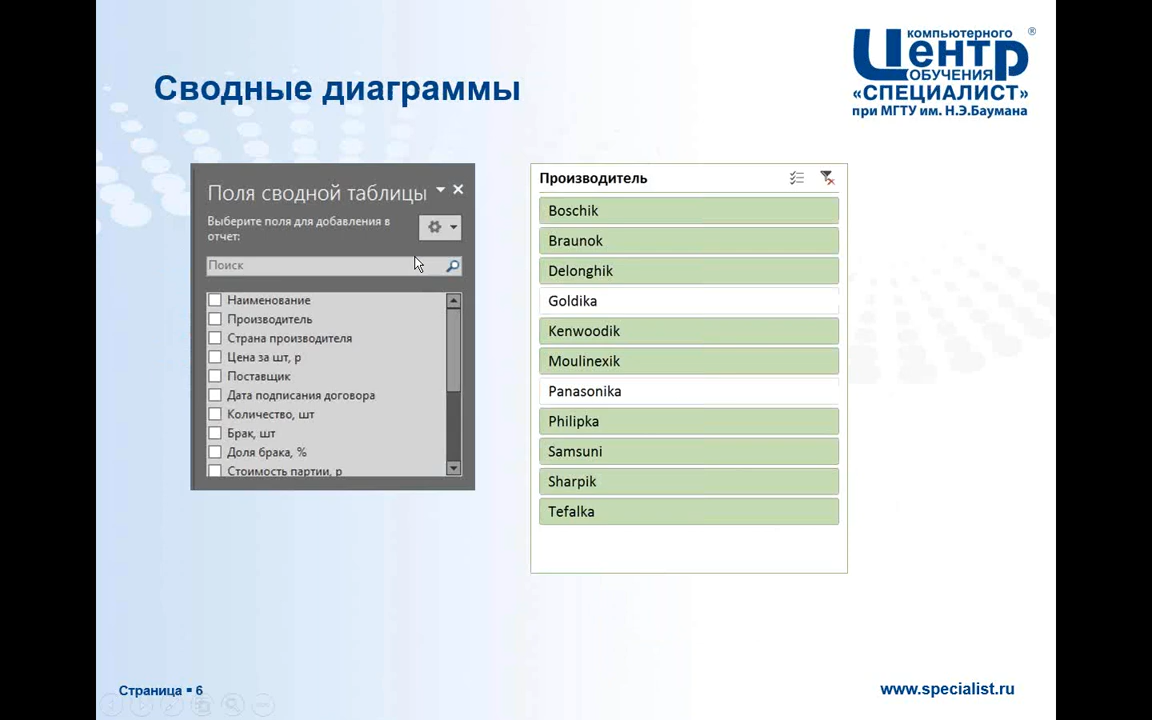 компьютерного
Центр
®
ОБУЧЕНИЯ
«СПЕЦИАЛИСТ»
при МГТУ им. Н.Э.Баумана
Сводные диаграммы
Поля сводной таблицы
Выберите поля для добавления в
отчет:
Поиск
Наименование
Производитель
Страна производителя
Цена за шт, р
Поставщик
Дата подписания договора
Количество, шт
Брак, шт
Доля брака, %
Стоимость партии, р
Производитель
Boschik
Braunok
Delonghik
Goldika
Kenwoodik
Moulinexik
Panasonika
Philipka
Samsuni
Sharpik
Tefalka
Страница ▪ 6
www.specialist.ru